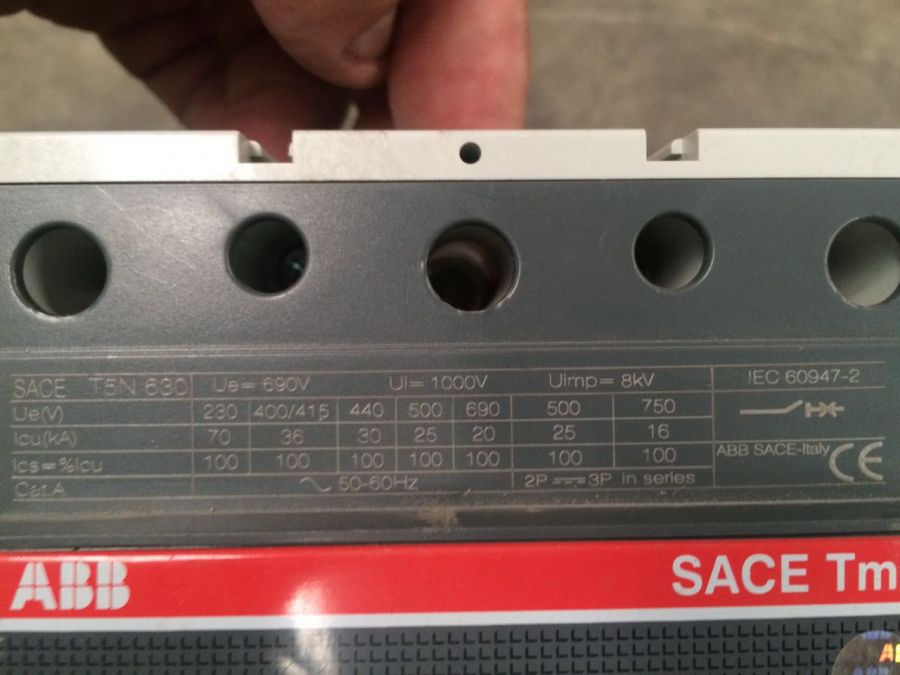 SACE T5N 630 Ue= 690V Ui= 1000V Uimp= 8kV IEC 60947-2
Ue(V) 230 400/415 440 500 690 500 750
Icu(kA) 70 36 30 25 20 25 16
Ics=%Icu 100 100 100 100 100 100 100
ABB SACE-Italy CE
Cat.A 50-60Hz 2P 3P in series
ABB SACE Tm
AB
ABB